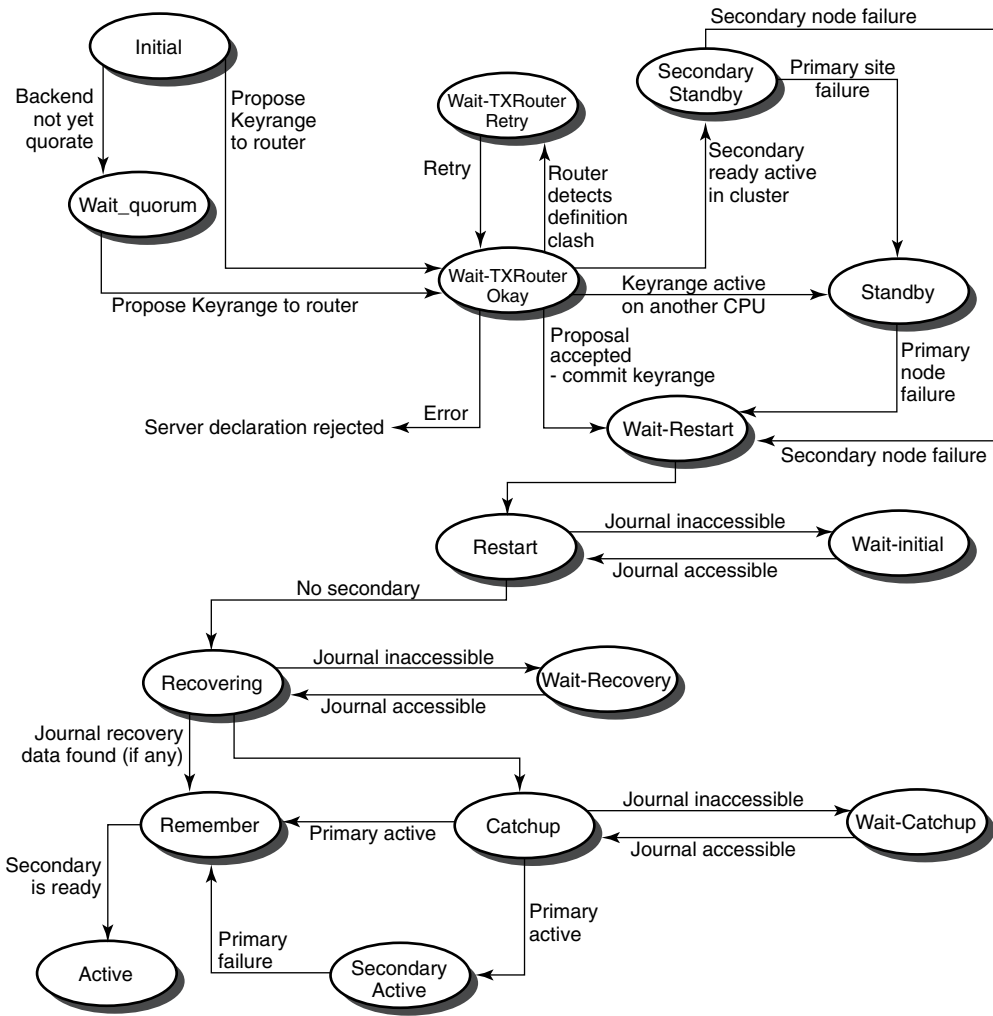 Secondary node failure
Initial
Secondary
Standby
Primary site
failure
Backend
not yet
quorate
Propose
Keyrange
to router
Wait-TXRouter
Retry
Retry
Router
detects
definition
clash
Secondary
ready active
in cluster
Wait_quorum
Wait-TXRouter
Okay
Propose Keyrange to router
Keyrange active
on another CPU
Standby
Proposal
accepted
- commit keyrange
Primary
node
failure
Error
Server declaration rejected
Wait-Restart
Secondary node failure
Restart
Journal inaccessible
Journal accessible
Wait-initial
No secondary
Recovering
Journal inaccessible
Journal accessible
Wait-Recovery
Journal recovery
data found (if any)
Remember
Primary active
Catchup
Journal inaccessible
Journal accessible
Wait-Catchup
Secondary
is ready
Primary
active
Primary
failure
Active
Secondary
Active